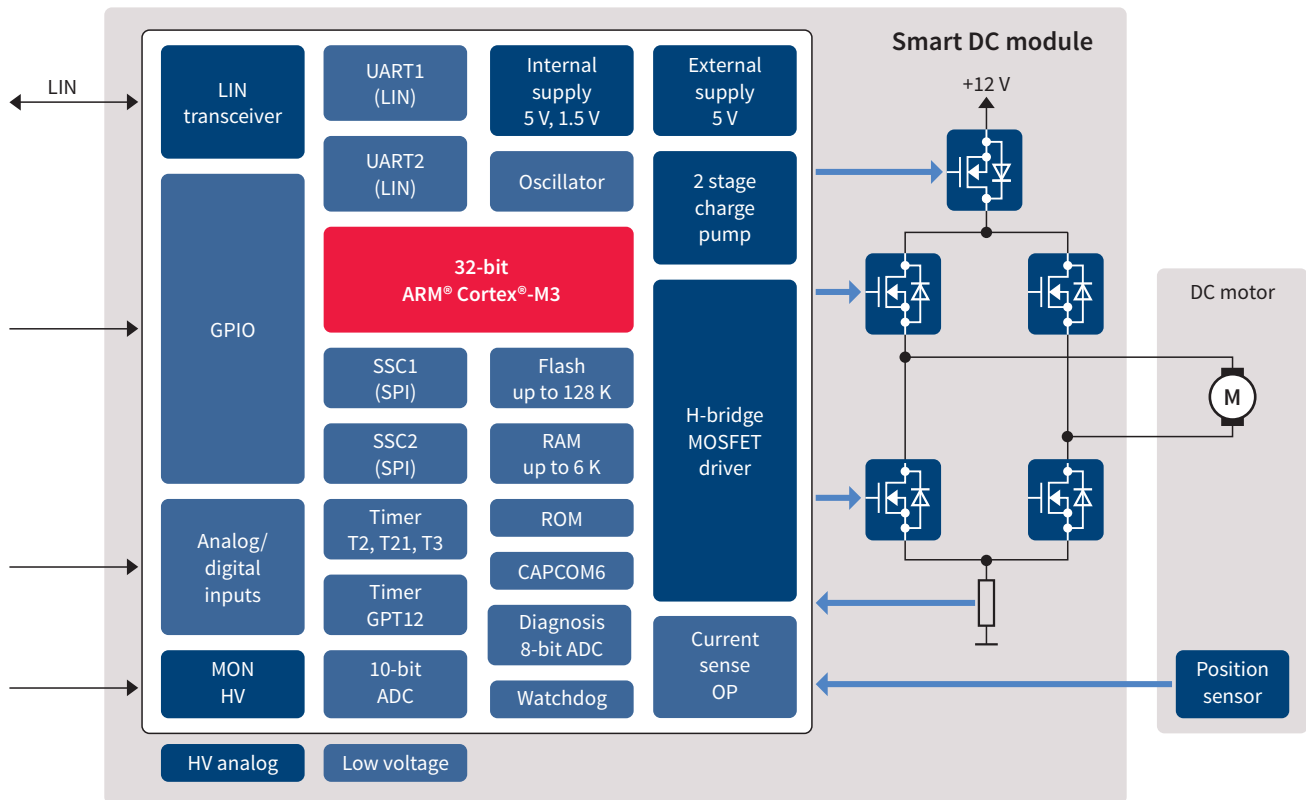 Smart DC module
LIN
LIN
transceiver
UART1
(LIN)
Internal
supply
5 V, 1.5 V
External
supply
5 V
+12 V
UART2
(LIN)
Oscillator
2 stage
charge
pump
GPIO
32-bit
ARM® Cortex®-M3
SSC1
(SPI)
Flash
up to 128 K
H-bridge
MOSFET
driver
SSC2
(SPI)
RAM
up to 6 K
Analog/
digital
inputs
Timer
T2, T21, T3
ROM
CAPCOM6
Timer
GPT12
Diagnosis
8-bit ADC
Current
sense
OP
MON
HV
10-bit
ADC
Watchdog
DC motor
M
Position
sensor
HV analog
Low voltage